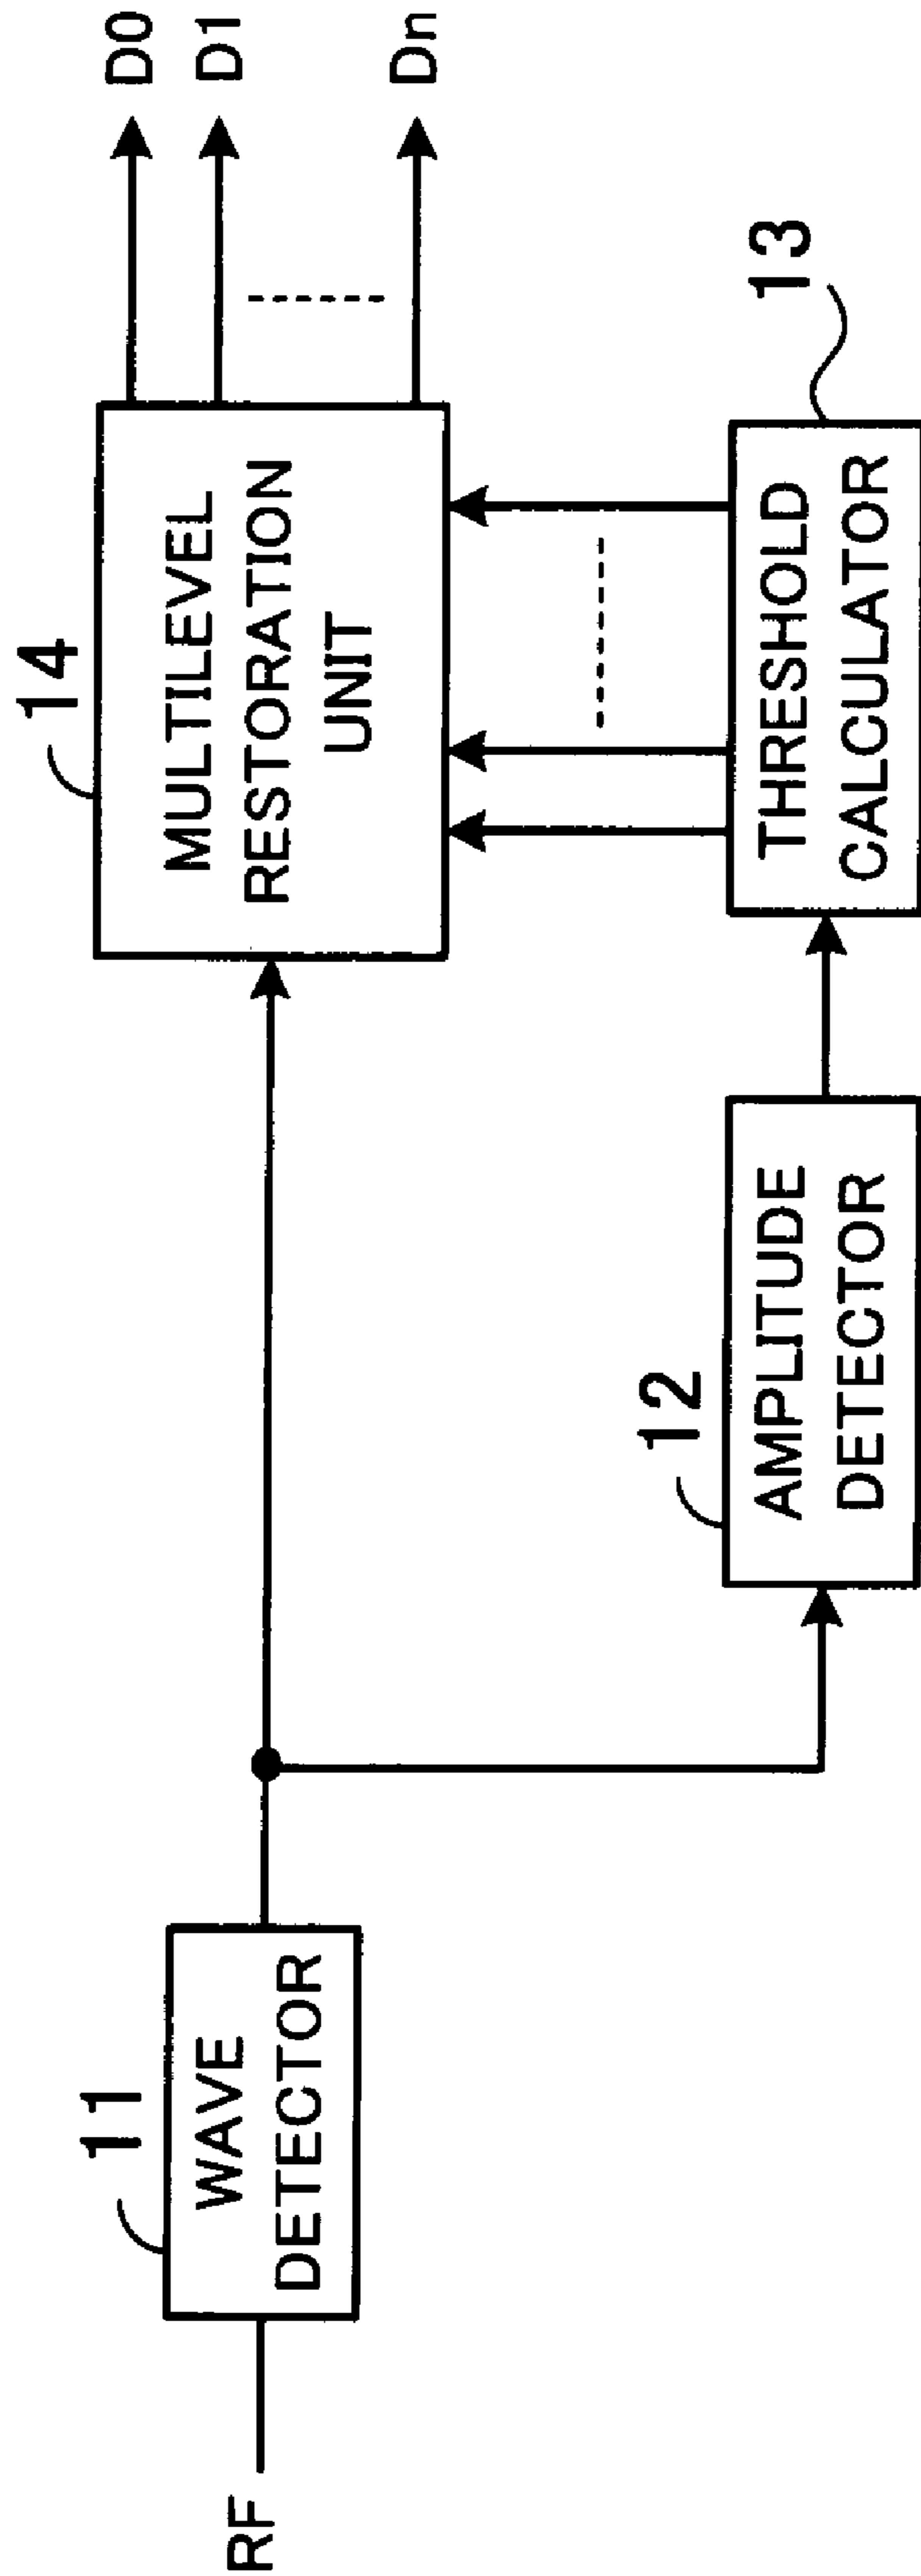 RF
11
WAVE
DETECTOR
12
AMPLITUDE
DETECTOR
13
THRESHOLD
CALCULATOR
14
MULTILEVEL
RESTORATION
UNIT
D0
D1
Dn